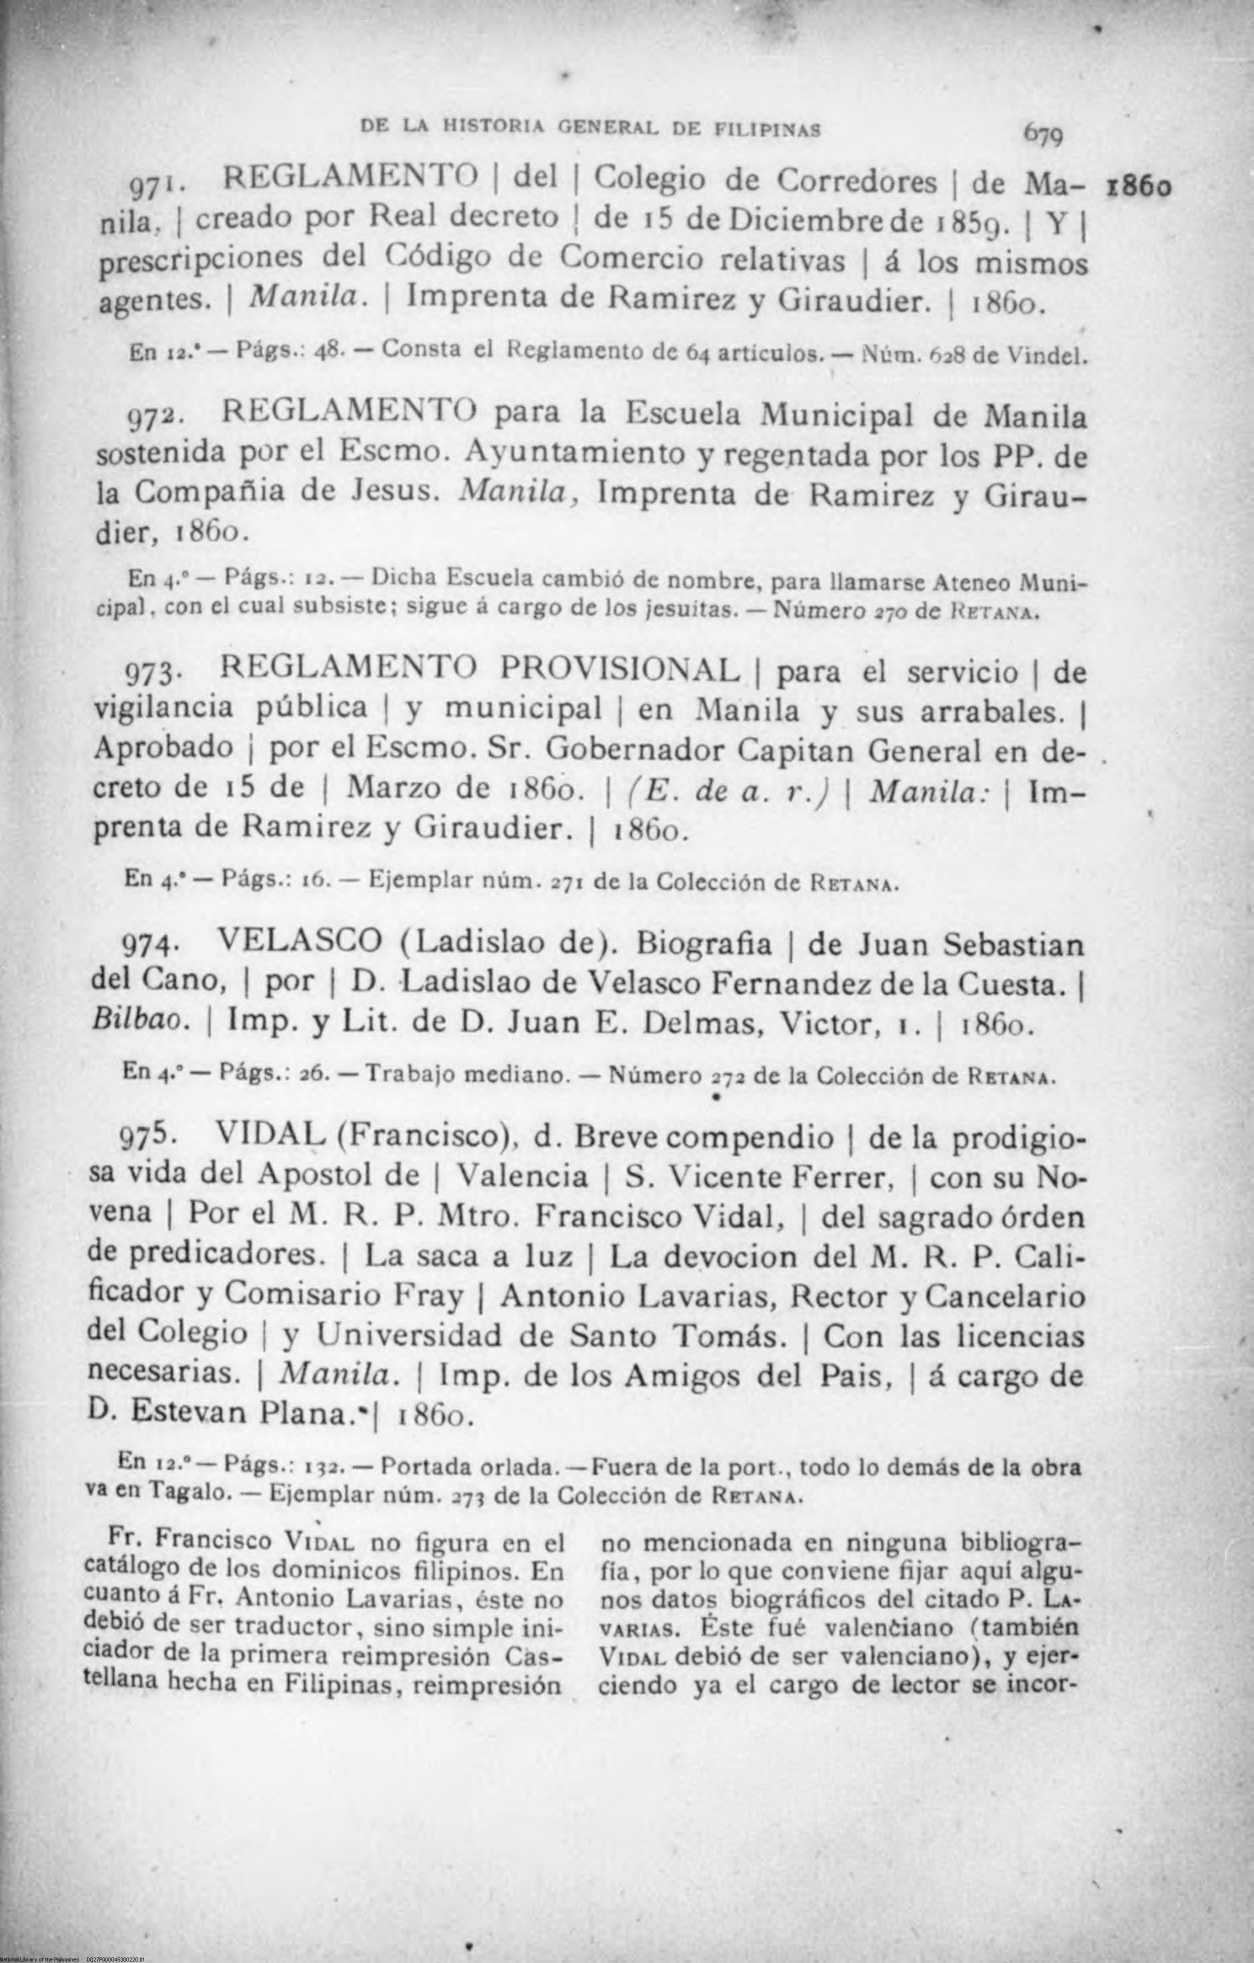 DE LA HISTORIA GENERAL DE FILIPINAS 679
971. REGLAMENTO | del | Colegio de Corredores | de Ma- 1860
nila, | creado por Real decreto | de 15 de Diciembre de 1859. | Y |
prescripciones del Código de Comercio relativas | á los mismos
agentes. | Manila. | Imprenta de Ramirez y Giraudier. | 1860.
En 12.º — Págs.: 48. — Consta el Reglamento de 64 artículos. — Núm. 628 de Vindel.
972. REGLAMENTO para la Escuela Municipal de Manila
sostenida por el Escmo. Ayuntamiento y regentada por los PP. de
la Compañia de Jesus. Manila, Imprenta de Ramirez y Girau-
dier, 1860.
En 4.º — Págs.: 12. — Dicha Escuela cambió de nombre, para llamarse Ateneo Muni-
cipal, con el cual subsiste; sigue á cargo de los jesuitas. — Número 270 de RETANA.
973. REGLAMENTO PROVISIONAL | para el servicio | de
vigilancia pública | y municipal | en Manila y sus arrabales. |
Aprobado | por el Escmo. Sr. Gobernador Capitan General en de-
creto de 15 de | Marzo de 1860. | (E. de a. r.) | Manila: | Im-
prenta de Ramirez y Giraudier. | 1860.
En 4.º — Págs.: 16. — Ejemplar núm. 271 de la Colección de RETANA.
974. VELASCO (Ladislao de). Biografia | de Juan Sebastian
del Cano, | por | D. Ladislao de Velasco Fernandez de la Cuesta. |
Bilbao. | Imp. y Lit. de D. Juan E. Delmas, Victor, 1. | 1860.
En 4.º — Págs.: 26. — Trabajo mediano. — Número 272 de la Colección de RETANA.
975. VIDAL (Francisco), d. Breve compendio | de la prodigio-
sa vida del Apostol de | Valencia | S. Vicente Ferrer, | con su No-
vena | Por el M. R. P. Mtro. Francisco Vidal, | del sagrado órden
de predicadores. | La saca a luz | La devocion del M. R. P. Cali-
ficador y Comisario Fray | Antonio Lavarias, Rector y Cancelario
del Colegio | y Universidad de Santo Tomás. | Con las licencias
necesarias. | Manila. | Imp. de los Amigos del Pais, | á cargo de
D. Estevan Plana. | 1860.
En 12.º — Págs.: 132. — Portada orlada. — Fuera de la port., todo lo demás de la obra
va en Tagalo. — Ejemplar núm. 273 de la Colección de RETANA.
Fr. Francisco VIDAL no figura en el
catálogo de los dominicos filipinos. En
cuanto á Fr. Antonio Lavarias, éste no
debió de ser traductor, sino simple ini-
ciador de la primera reimpresión Cas-
tellana hecha en Filipinas, reimpresión
no mencionada en ninguna bibliogra-
fía, por lo que conviene fijar aquí algu-
nos datos biográficos del citado P. LA-
VARIAS. Éste fué valenciano (también
VIDAL debió de ser valenciano), y ejer-
ciendo ya el cargo de lector se incor-